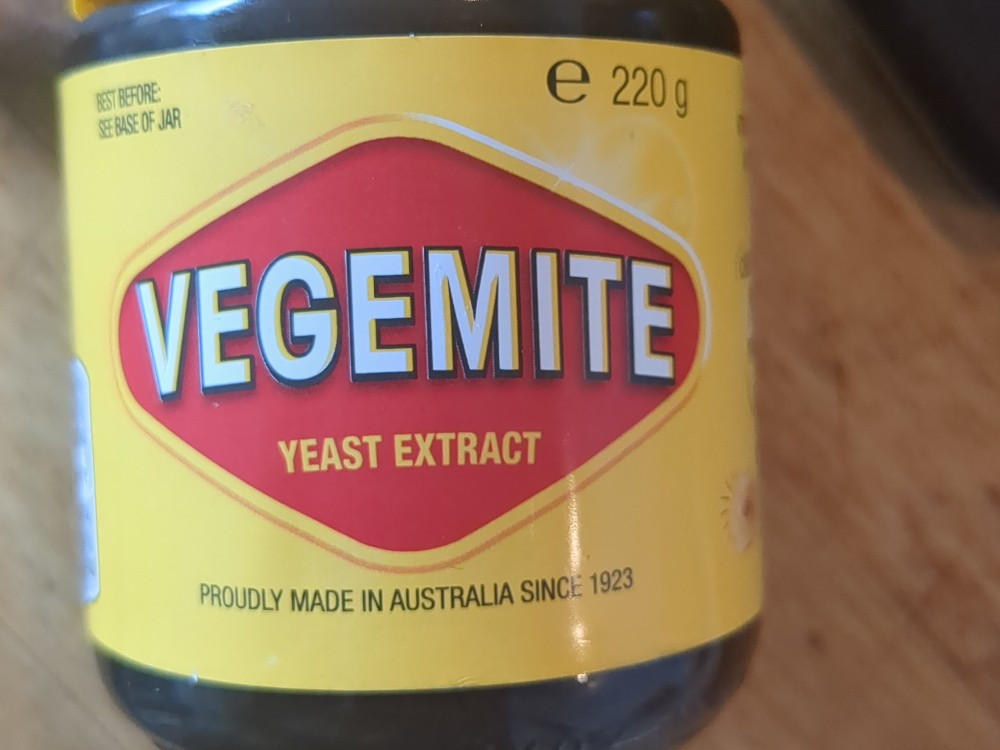 BEST BEFORE:
SEE BASE OF JAR
e 220 g
VEGEMITE
YEAST EXTRACT
PROUDLY MADE IN AUSTRALIA SINCE 1923